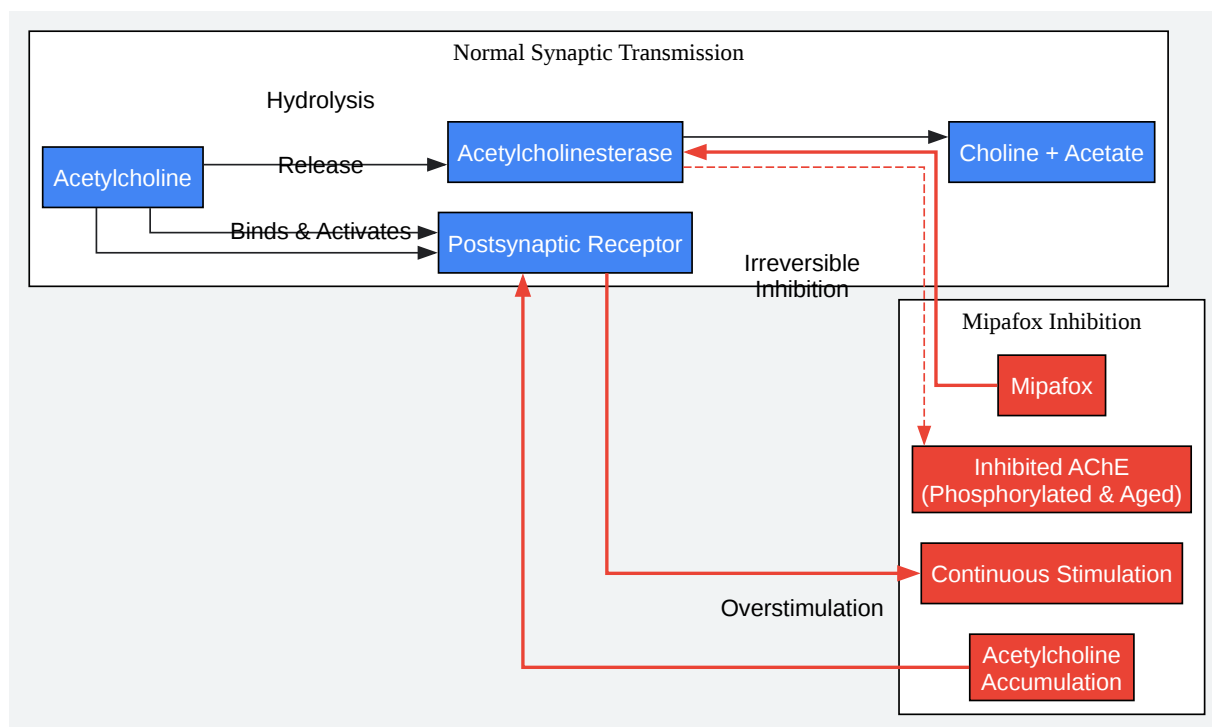 Normal Synaptic Transmission
Hydrolysis
Acetylcholinesterase
Choline + Acetate
Release
Acetylcholine
Binds & Activates
Postsynaptic Receptor
Irreversible
Inhibition
Mipafox Inhibition
Mipafox
Inhibited AChE
(Phosphorylated & Aged)
Continuous Stimulation
Overstimulation
Acetylcholine
Accumulation